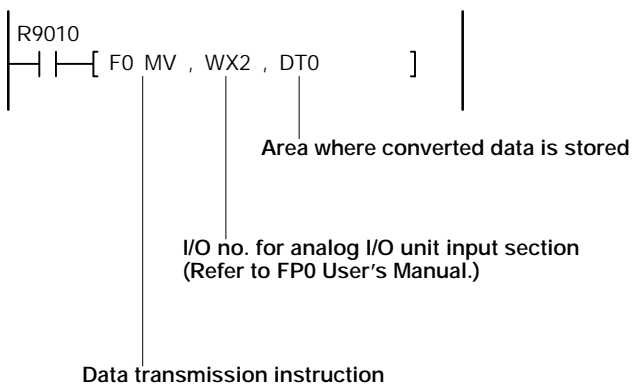 R9010
[ F0 MV , WX2 , DT0 ]
Area where converted data is stored
I/O no. for analog I/O unit input section
(Refer to FP0 User's Manual.)
Data transmission instruction